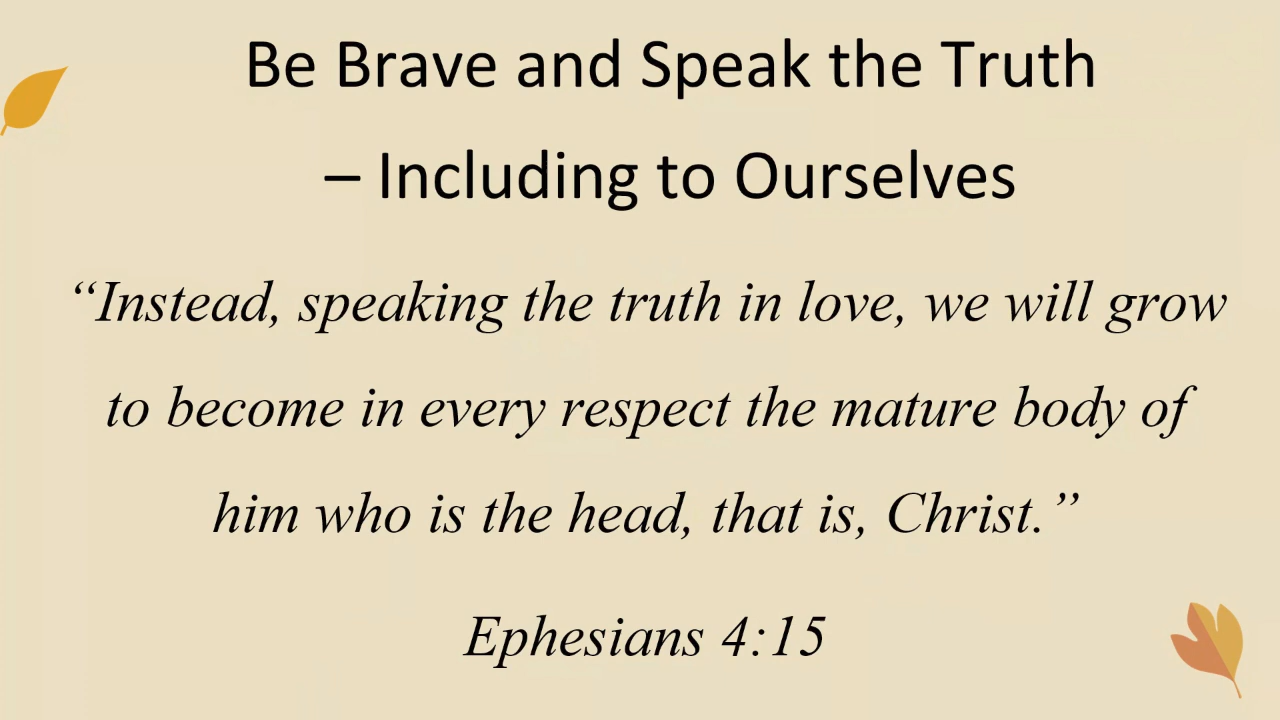 Be Brave and Speak the Truth
– Including to Ourselves
“Instead, speaking the truth in love, we will grow
to become in every respect the mature body of
him who is the head, that is, Christ.”
Ephesians 4:15